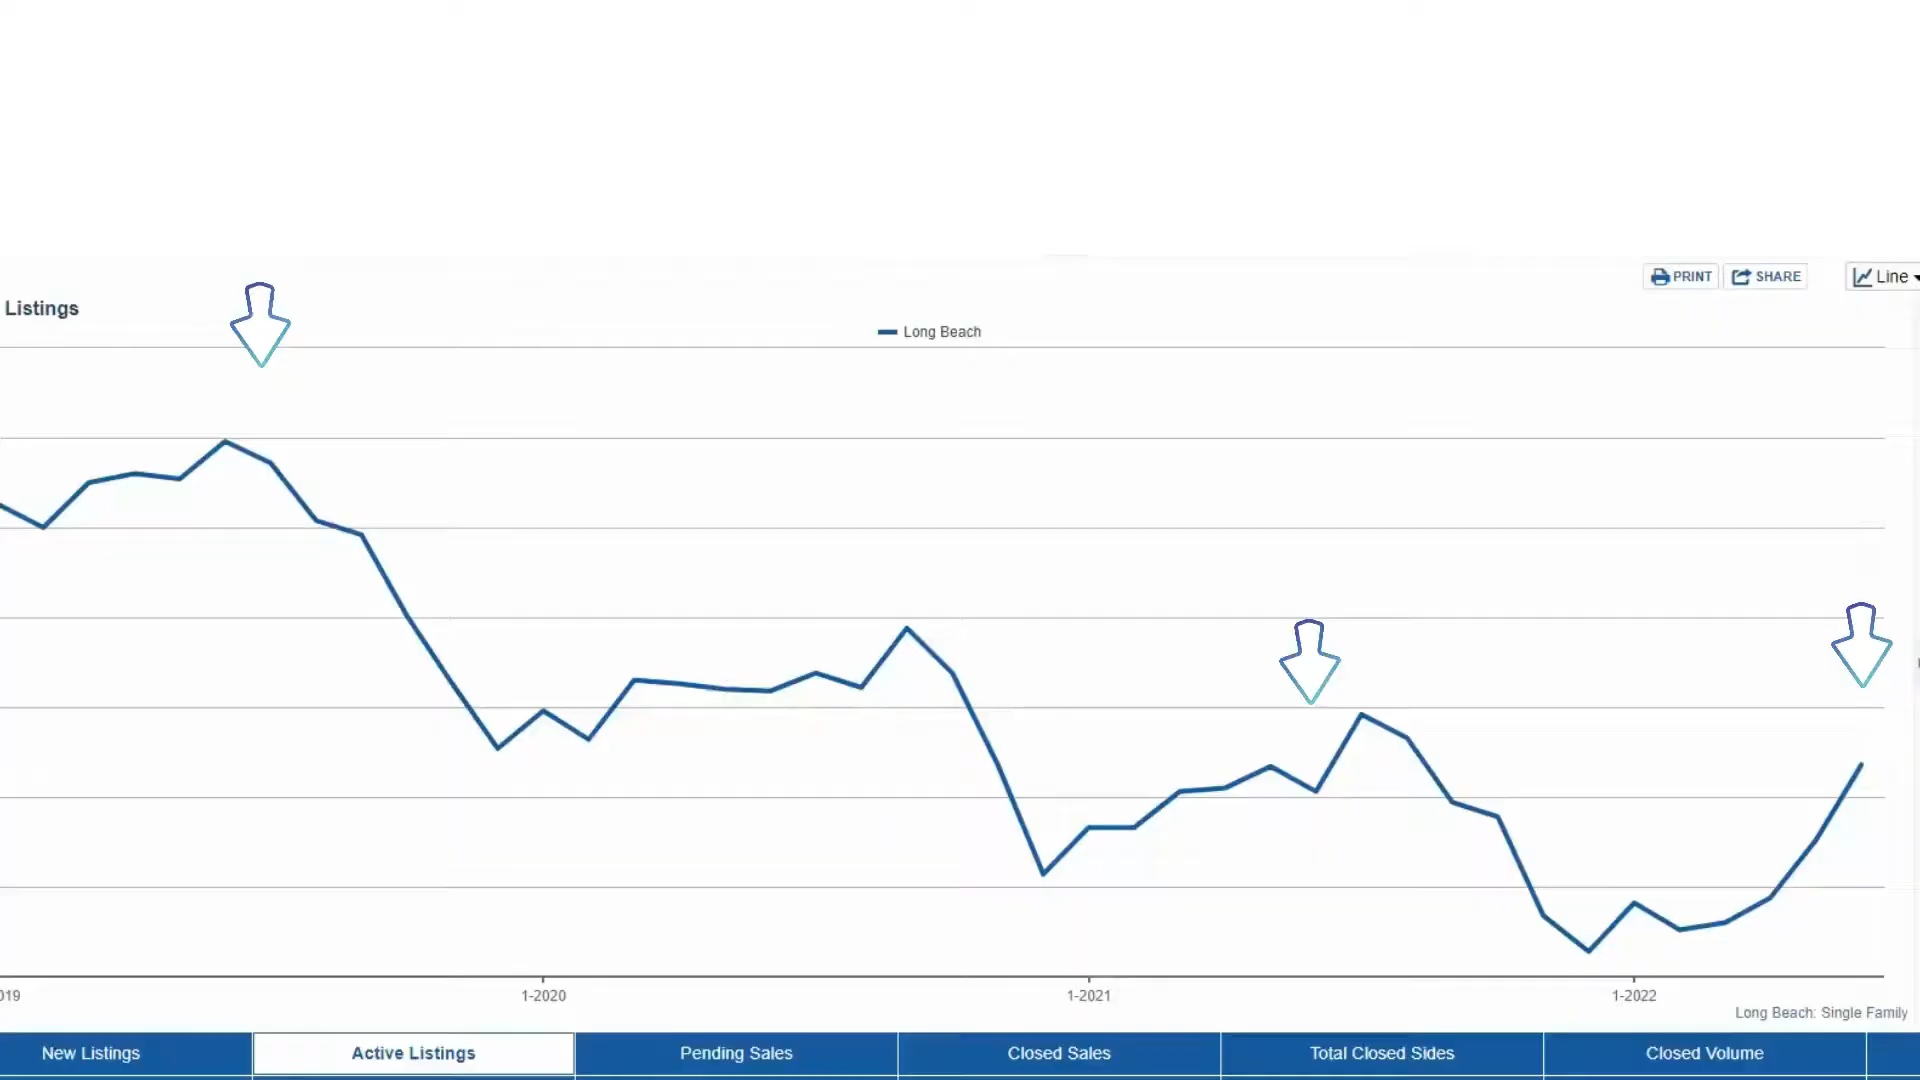 PRINT
SHARE
Line
Listings
Long Beach
019
1-2020
1-2021
1-2022
Long Beach: Single Family
New Listings
Active Listings
Pending Sales
Closed Sales
Total Closed Sides
Closed Volume